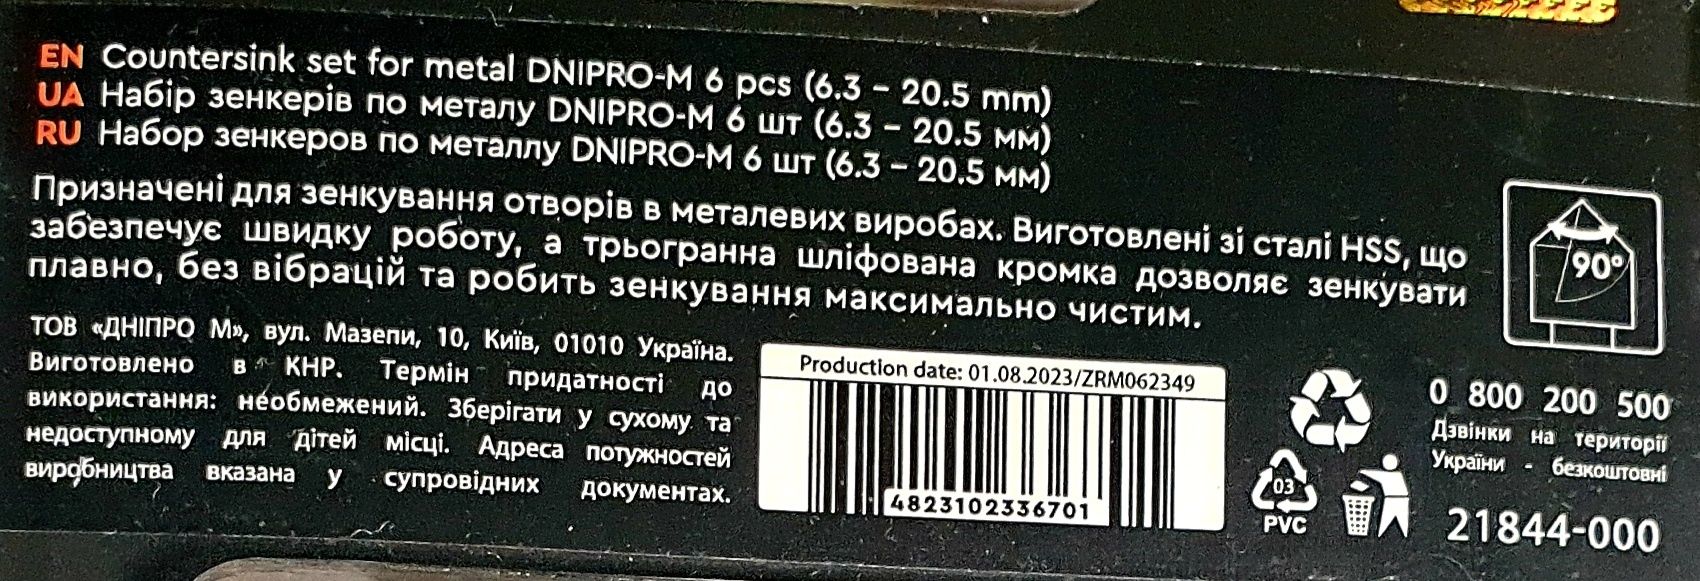 EN Countersink set for metal DNIPRO-M 6 pcs (6.3 – 20.5 mm)
UA Набір зенкерів по металу DNIPRO-M 6 шт (6.3 – 20.5 мм)
RU Набор зенкеров по металлу DNIPRO-M 6 шт (6.3 – 20.5 мм)
Призначені для зенкування отворів в металевих виробах. Виготовлені зі сталі HSS, що
забезпечує швидку роботу, а трьогранна шліфована кромка дозволяє зенкувати
плавно, без вібрацій та робить зенкування максимально чистим.
90°
ТОВ «ДНІПРО М», вул. Мазепи, 10, Київ, 01010 Україна.
Виготовлено в КНР. Термін придатності до
використання: необмежений. Зберігати у сухому та
недоступному для дітей місці. Адреса потужностей
виробництва вказана у супровідних документах.
Production date: 01.08.2023/ZRM062349
4823102336701
03
PVC
0 800 200 500
Дзвінки на території
України - безкоштовні
21844-000